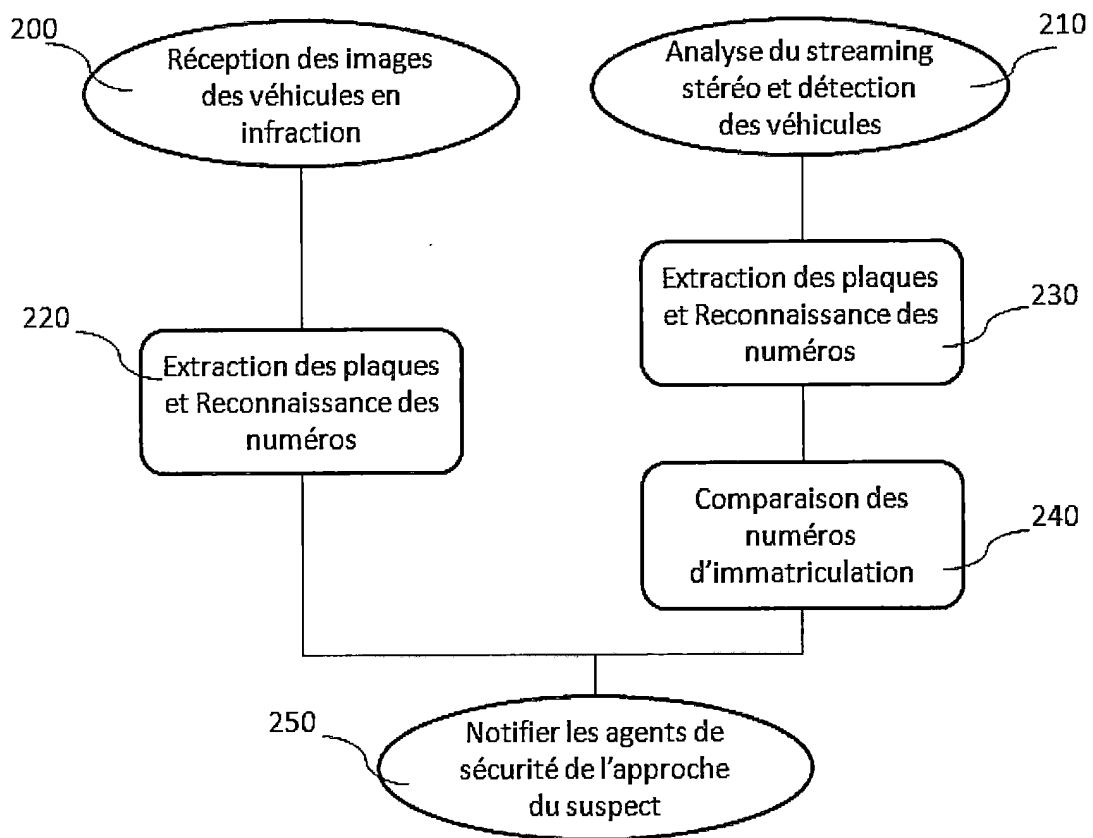 200
Réception des images
des véhicules en
infraction
210
Analyse du streaming
stéréo et détection
des véhicules
220
Extraction des plaques
et Reconnaissance des
numéros
230
Extraction des plaques
et Reconnaissance des
numéros
240
Comparaison des
numéros
d'immatriculation
250
Notifier les agents de
sécurité de l'approche
du suspect